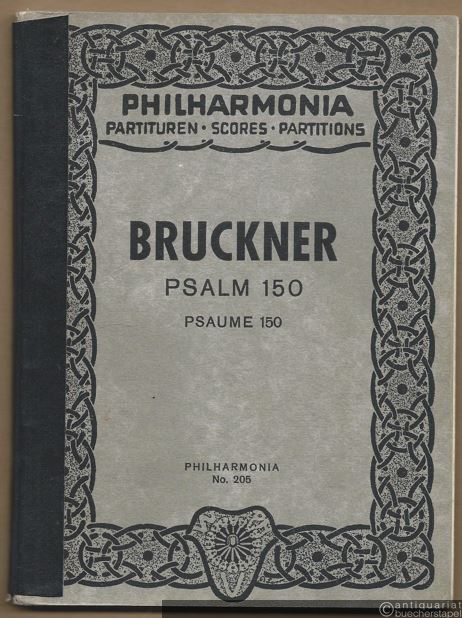 PHILHARMONIA
PARTITUREN · SCORES · PARTITIONS
BRUCKNER
PSALM 150
PSAUME 150
PHILHARMONIA
No. 205
©antiquariat
buecherstapel